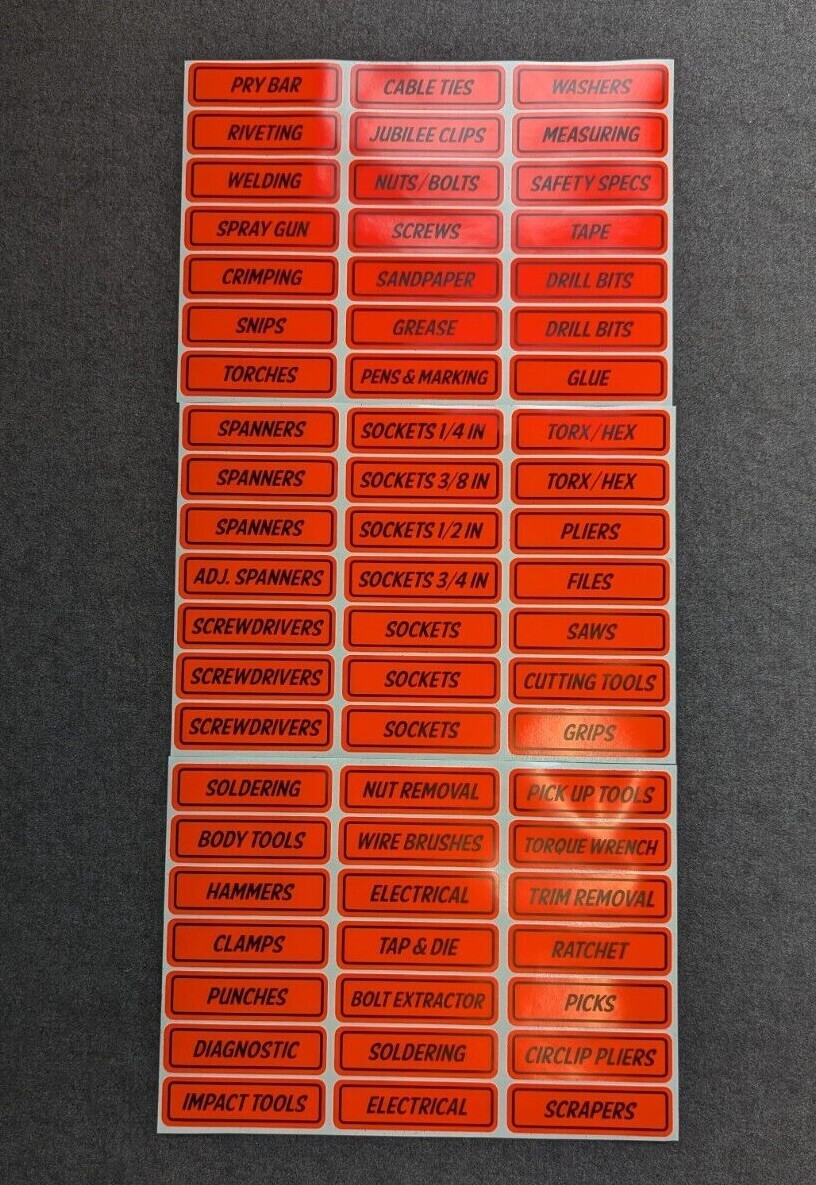 PRY BAR CABLE TIES WASHERS
RIVETING JUBILEE CLIPS MEASURING
WELDING NUTS/BOLTS SAFETY SPECS
SPRAY GUN SCREWS TAPE
CRIMPING SANDPAPER DRILL BITS
SNIPS GREASE DRILL BITS
TORCHES PENS & MARKING GLUE
SPANNERS SOCKETS 1/4 IN TORX/HEX
SPANNERS SOCKETS 3/8 IN TORX/HEX
SPANNERS SOCKETS 1/2 IN PLIERS
ADJ. SPANNERS SOCKETS 3/4 IN FILES
SCREWDRIVERS SOCKETS SAWS
SCREWDRIVERS SOCKETS CUTTING TOOLS
SCREWDRIVERS SOCKETS GRIPS
SOLDERING NUT REMOVAL PICK UP TOOLS
BODY TOOLS WIRE BRUSHES TORQUE WRENCH
HAMMERS ELECTRICAL TRIM REMOVAL
CLAMPS TAP & DIE RATCHET
PUNCHES BOLT EXTRACTOR PICKS
DIAGNOSTIC SOLDERING CIRCLIP PLIERS
IMPACT TOOLS ELECTRICAL SCRAPERS